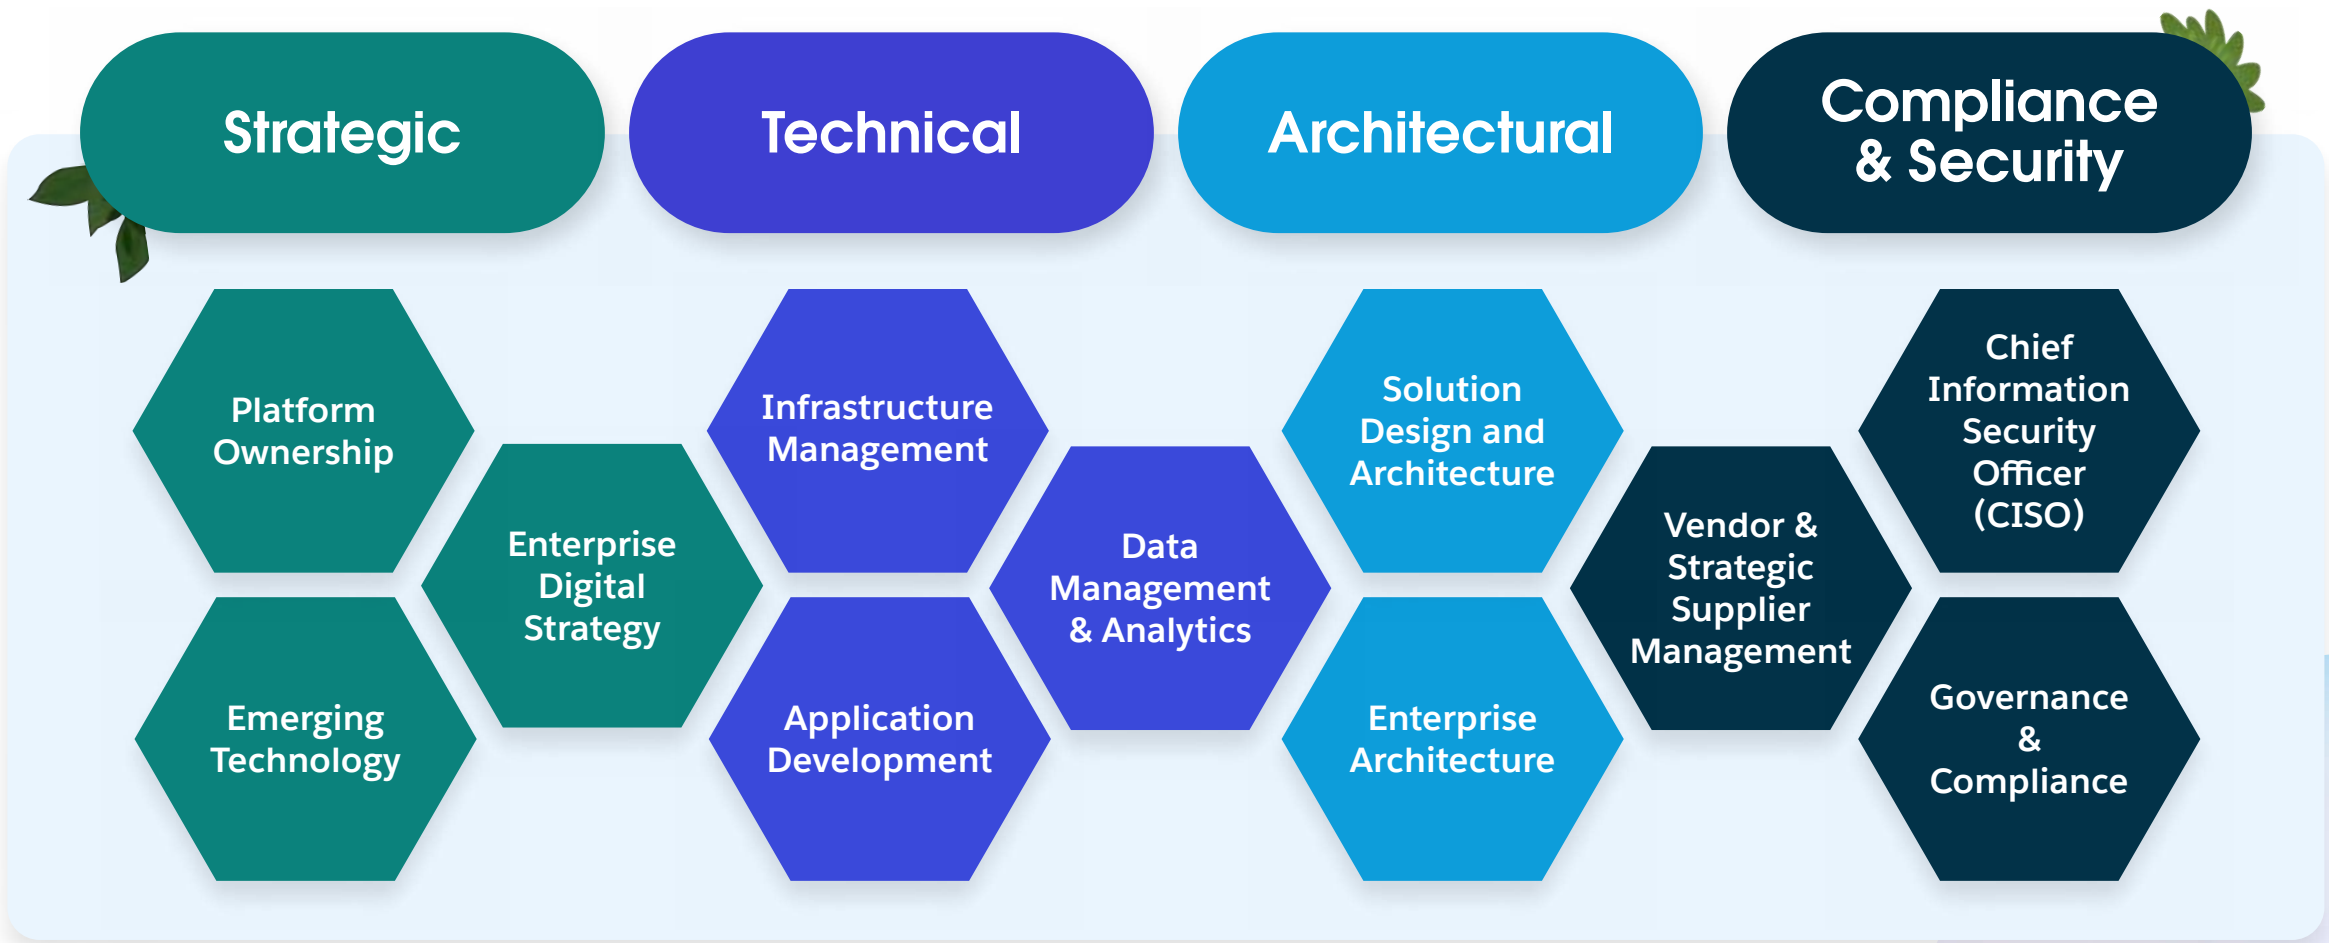 Strategic
Technical
Architectural
Compliance
& Security
Platform
Ownership
Emerging
Technology
Enterprise
Digital
Strategy
Infrastructure
Management
Application
Development
Data
Management
& Analytics
Solution
Design and
Architecture
Enterprise
Architecture
Vendor &
Strategic
Supplier
Management
Chief
Information
Security
Officer
(CISO)
Governance
&
Compliance